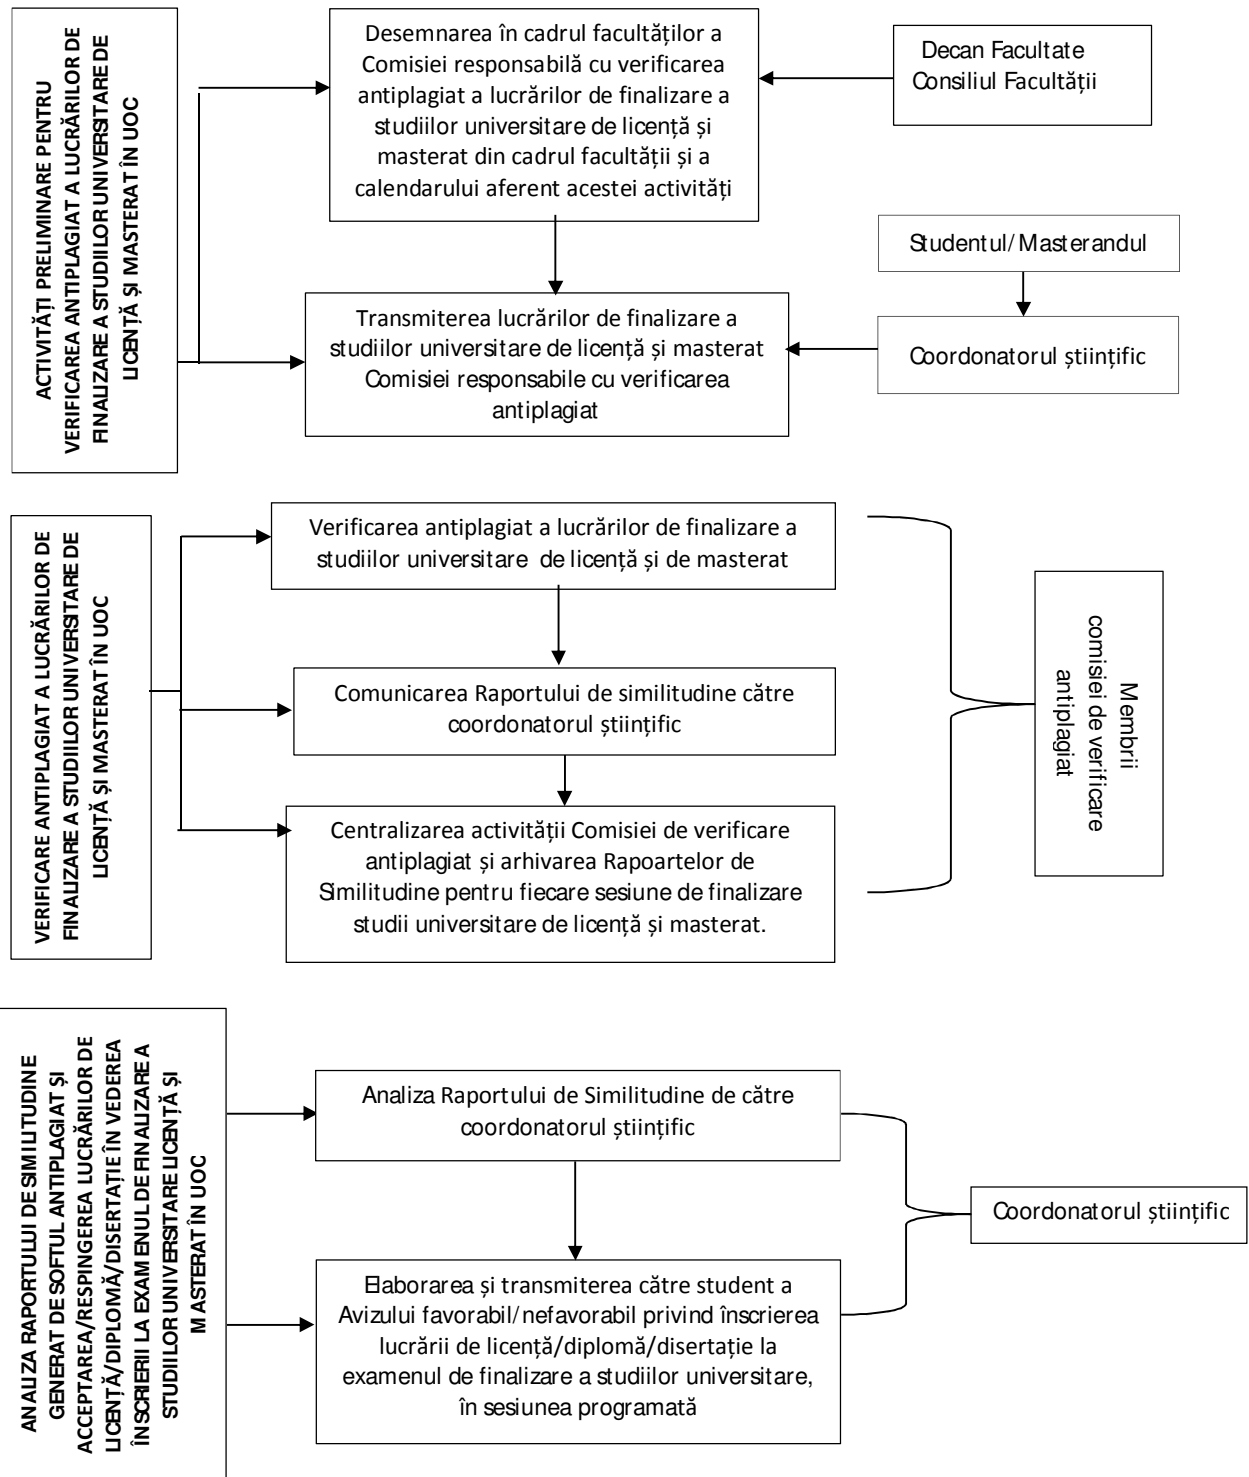 ACTIVITĂȚI PRELIMINARE PENTRU
VERIFICAREA ANTIPLAGIAT A LUCRĂRILOR DE
FINALIZARE A STUDIILOR UNIVERSITARE DE
LICENȚĂ ȘI MASTERAT ÎN UOC
Desemnarea în cadrul facultăților a
Comisiei responsabilă cu verificarea
antiplagiat a lucrărilor de finalizare a
studiilor universitare de licență și
masterat din cadrul facultății și a
calendarului aferent acestei activități
Decan Facultate
Consiliul Facultății
Studentul/Masterandul
Transmiterea lucrărilor de finalizare a
studiilor universitare de licență și masterat
Comisiei responsabile cu verificarea
antiplagiat
Coordonatorul științific
VERIFICARE ANTIPLAGIAT A LUCRĂRILOR DE
FINALIZARE A STUDIILOR UNIVERSITARE DE
LICENȚĂ ȘI MASTERAT ÎN UOC
Verificarea antiplagiat a lucrărilor de finalizare a
studiilor universitare de licență și de masterat
Comunicarea Raportului de similitudine către
coordonatorul științific
Centralizarea activității Comisiei de verificare
antiplagiat și arhivarea Rapoartelor de
Similitudine pentru fiecare sesiune de finalizare
studii universitare de licență și masterat.
Membrii
comisiei de verificare
antiplagiat
ANALIZA RAPORTULUI DE SIMILITUDINE
GENERAT DE SOFTUL ANTIPLAGIAT ȘI
ACCEPTAREA/RESPINGEREA LUCRĂRILOR DE
LICENȚĂ/DIPLOMĂ/DISERTAȚIE ÎN VEDEREA
ÎNSCRIERII LA EXAMENUL DE FINALIZARE A
STUDIILOR UNIVERSITARE LICENȚĂ ȘI
MASTERAT ÎN UOC
Analiza Raportului de Similitudine de către
coordonatorul științific
Elaborarea și transmiterea către student a
Avizului favorabil/nefavorabil privind înscrierea
lucrării de licență/diplomă/disertație la
examenul de finalizare a studiilor universitare,
în sesiunea programată
Coordonatorul științific